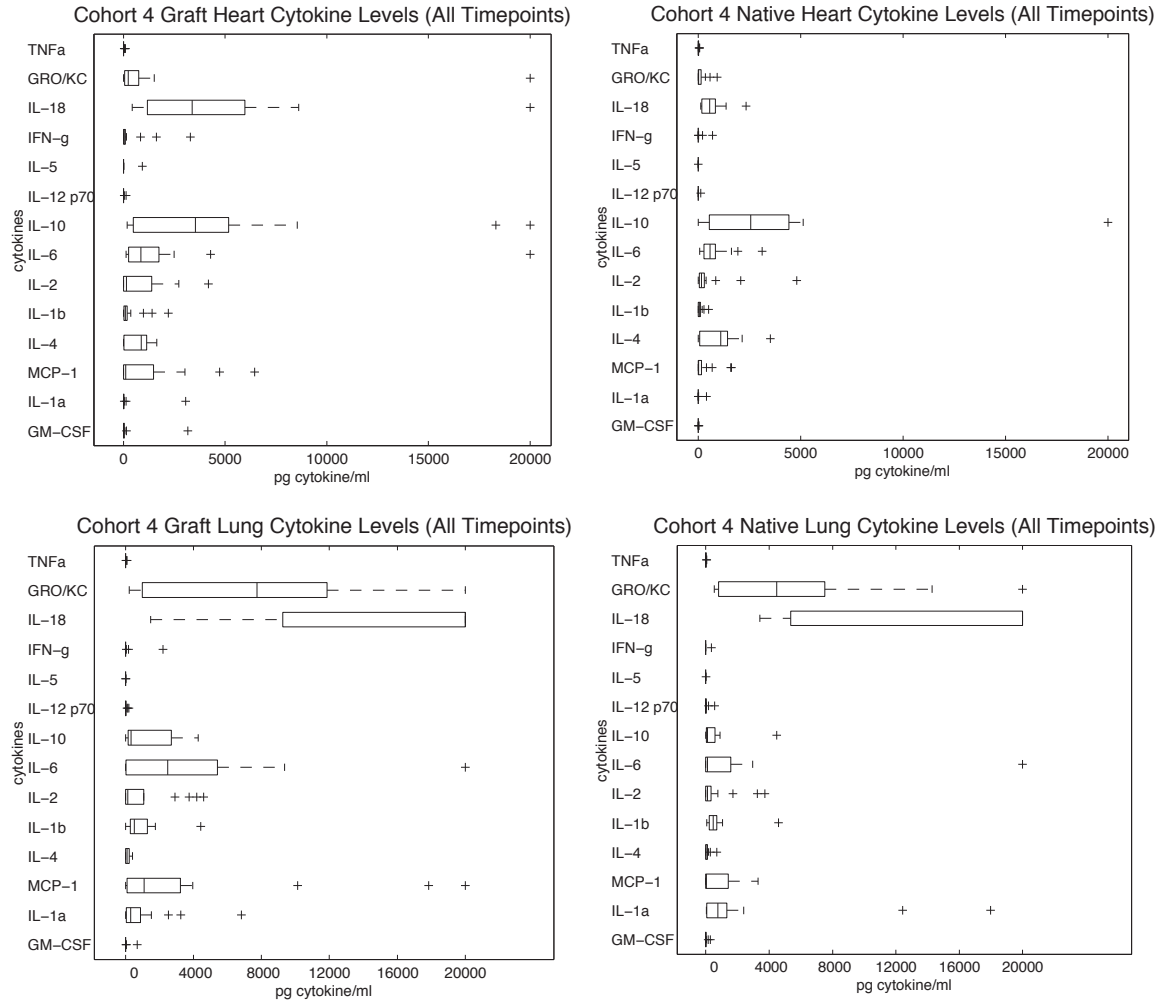 Cohort 4 Graft Heart Cytokine Levels (All Timepoints)
TNFa
GRO/KC
IL−18
IFN−g
IL−5
IL−12 p70
IL−10
IL−6
IL−2
IL−1b
IL−4
MCP−1
IL−1a
GM−CSF
cytokines
0 5000 10000 15000 20000
pg cytokine/ml
Cohort 4 Native Heart Cytokine Levels (All Timepoints)
TNFa
GRO/KC
IL−18
IFN−g
IL−5
IL−12 p70
IL−10
IL−6
IL−2
IL−1b
IL−4
MCP−1
IL−1a
GM−CSF
cytokines
0 5000 10000 15000 20000
pg cytokine/ml
Cohort 4 Graft Lung Cytokine Levels (All Timepoints)
TNFa
GRO/KC
IL−18
IFN−g
IL−5
IL−12 p70
IL−10
IL−6
IL−2
IL−1b
IL−4
MCP−1
IL−1a
GM−CSF
cytokines
0 4000 8000 12000 16000 20000
pg cytokine/ml
Cohort 4 Native Lung Cytokine Levels (All Timepoints)
TNFa
GRO/KC
IL−18
IFN−g
IL−5
IL−12 p70
IL−10
IL−6
IL−2
IL−1b
IL−4
MCP−1
IL−1a
GM−CSF
cytokines
0 4000 8000 12000 16000 20000
pg cytokine/ml